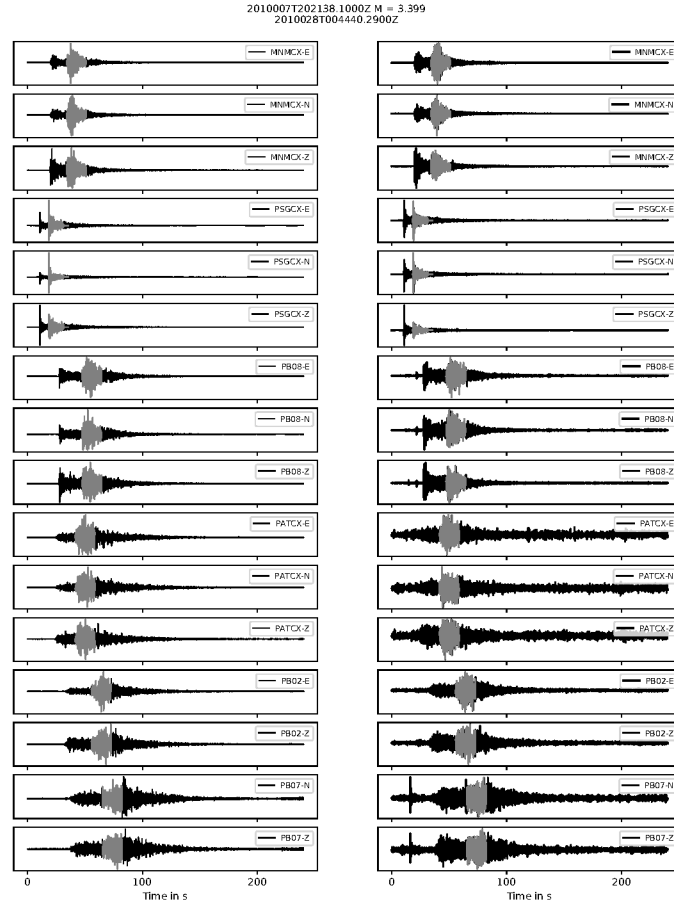 2010007T202138.1000Z M = 3.399
2010028T004440.2900Z
MNMCX-E
MNMCX-E
MNMCX-N
MNMCX-N
MNMCX-Z
MNMCX-Z
PSGCX-E
PSGCX-E
PSGCX-N
PSGCX-N
PSGCX-Z
PSGCX-Z
PB08-E
PB08-E
PB08-N
PB08-N
PB08-Z
PB08-Z
PATCX-E
PATCX-E
PATCX-N
PATCX-N
PATCX-Z
PATCX-Z
PB02-E
PB02-E
PB02-Z
PB02-Z
PB07-N
PB07-N
PB07-Z
PB07-Z
0 100 200
0 100 200
Time in s
Time in s